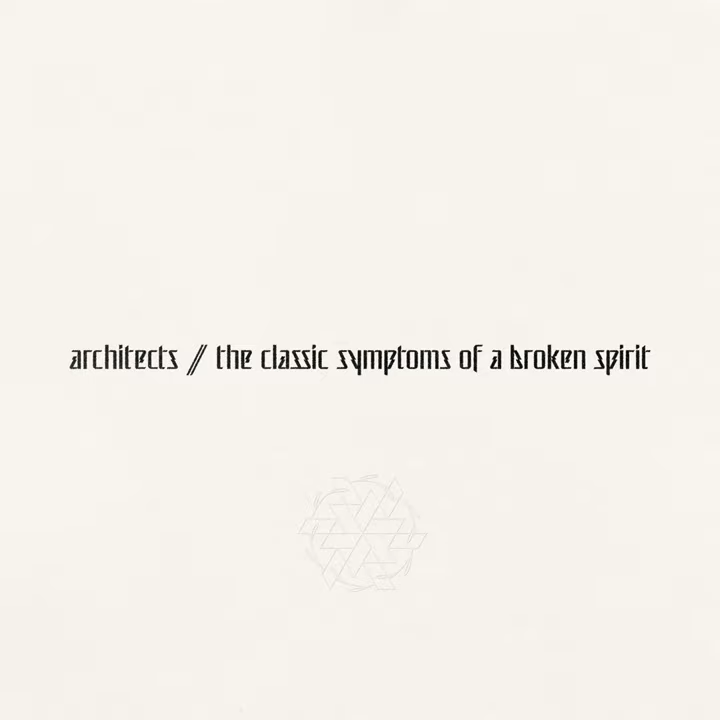 architects // the classic symptoms of a broken spirit